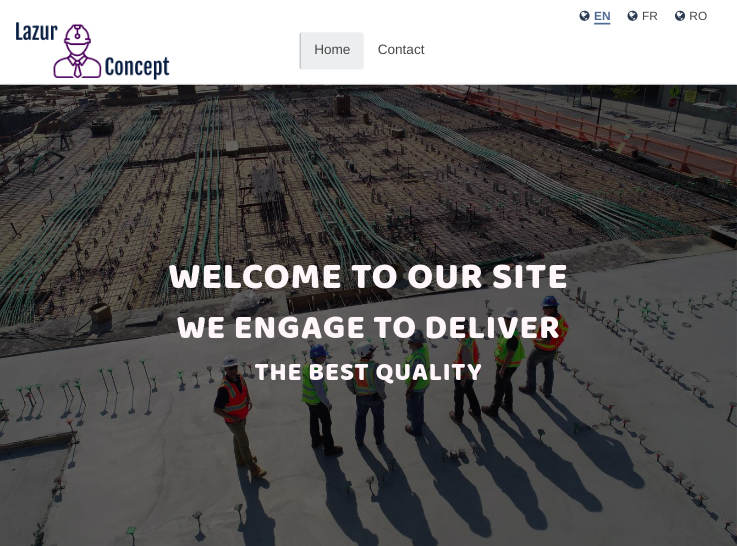 EN FR RO
Lazur
Concept
Home Contact
WELCOME TO OUR SITE
WE ENGAGE TO DELIVER
THE BEST QUALITY